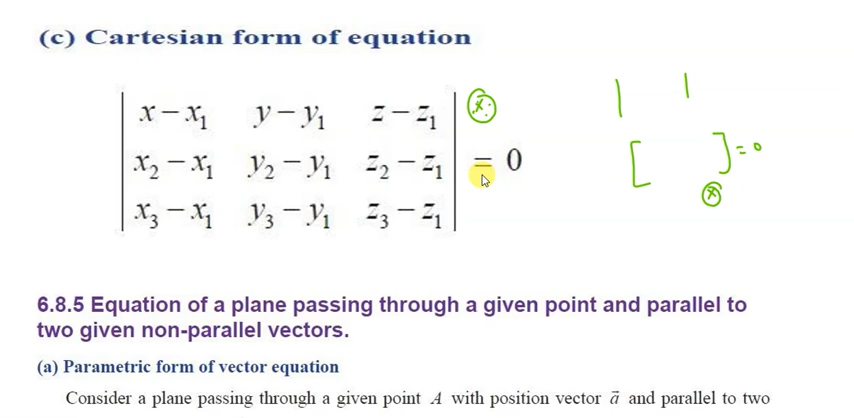 (c) Cartesian form of equation
| x − x₁ y − y₁ z − z₁ |
| x₂ − x₁ y₂ − y₁ z₂ − z₁ | = 0
| x₃ − x₁ y₃ − y₁ z₃ − z₁ |
| |
[ ] = 0
6.8.5 Equation of a plane passing through a given point and parallel to
two given non-parallel vectors.
(a) Parametric form of vector equation
Consider a plane passing through a given point A with position vector a⃗ and parallel to two